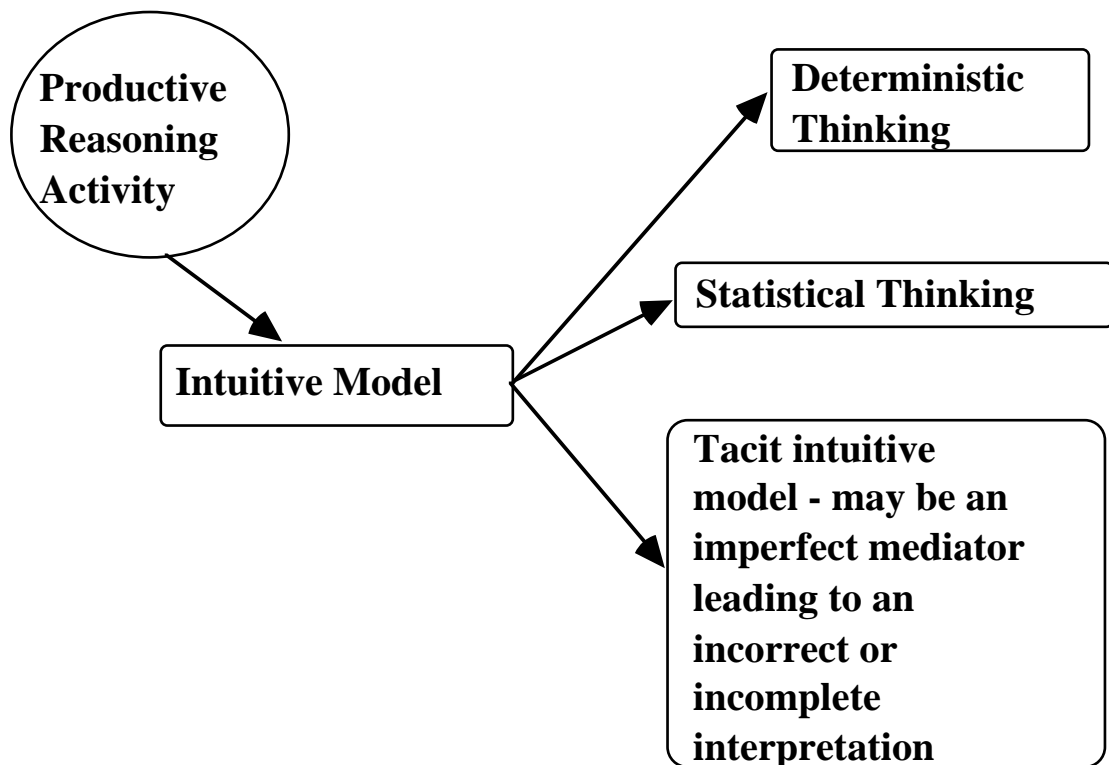 Productive
Reasoning
Activity
Deterministic
Thinking
Statistical Thinking
Intuitive Model
Tacit intuitive
model - may be an
imperfect mediator
leading to an
incorrect or
incomplete
interpretation